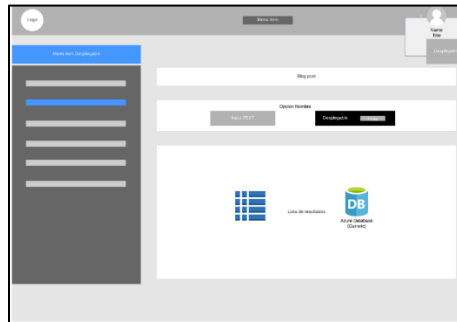 Logo
Menu item
Name
Title
Desplegable
Menu item Desplegable
Blog post
Opcion Nombre
Input TEXT
Desplegable
Lista de resultados
DB
Azure Database
(Generic)